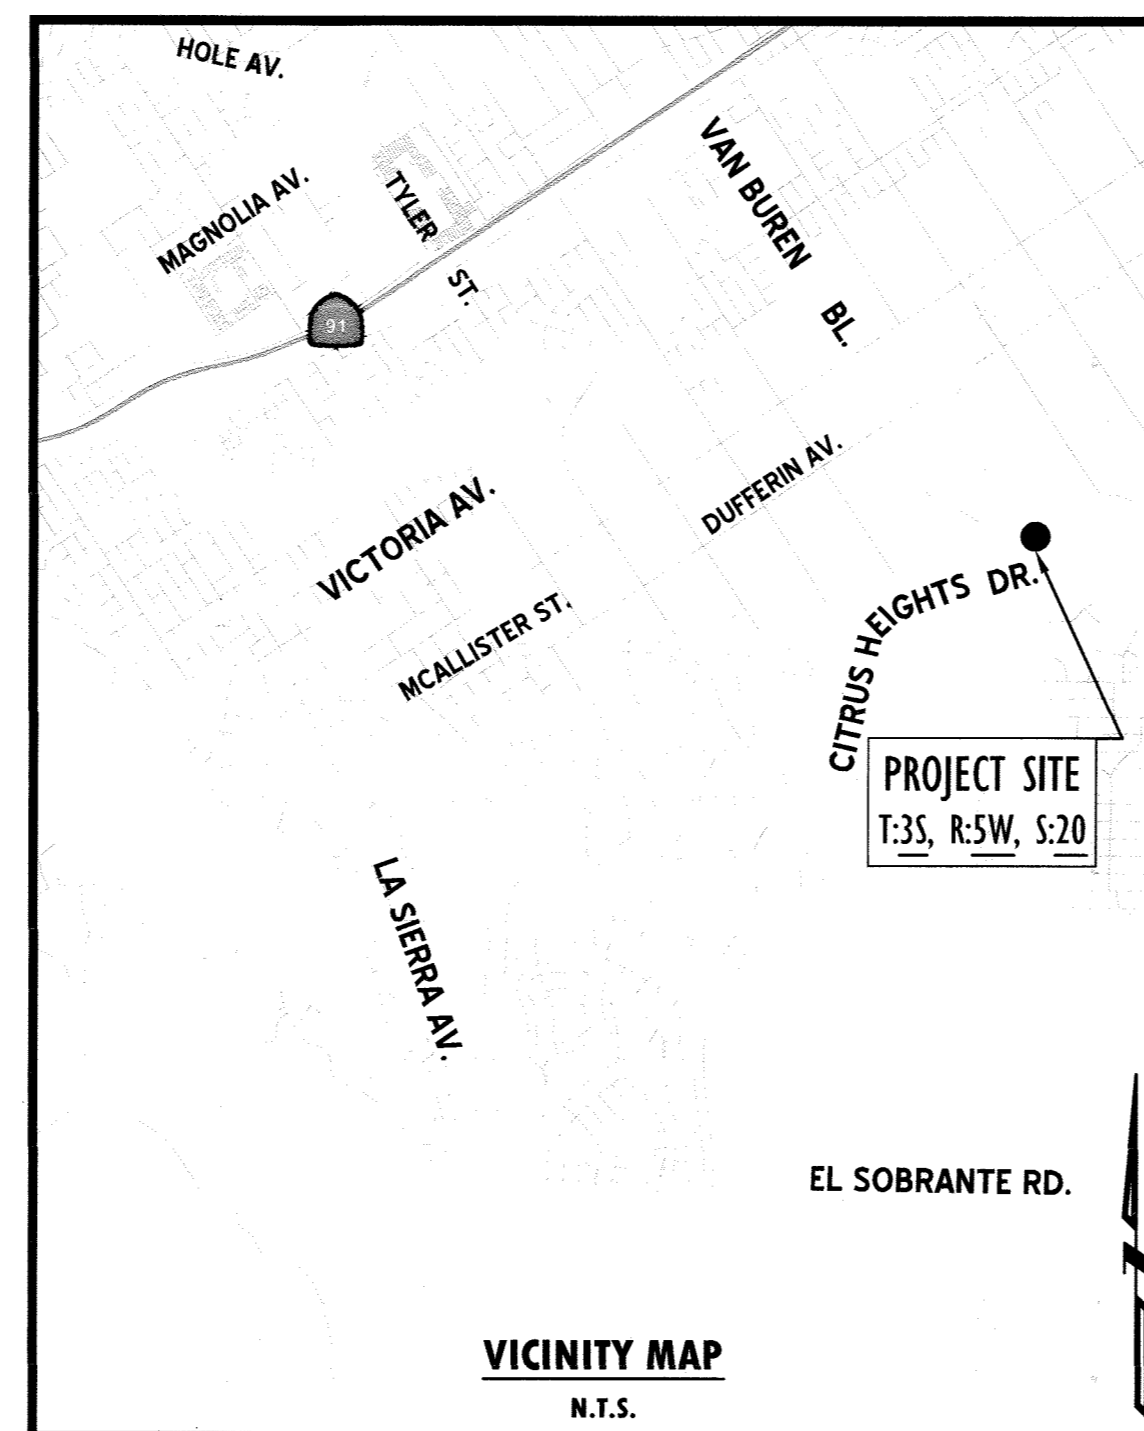 HOLE AV.
MAGNOLIA AV.
TYLER
ST.
91
VAN BUREN
BL.
VICTORIA AV.
DUFFERIN AV.
MCALLISTER ST.
CITRUS HEIGHTS DR.
PROJECT SITE
T:3S, R:5W, S:20
LA SIERRA AV.
EL SOBRANTE RD.
VICINITY MAP
N.T.S.